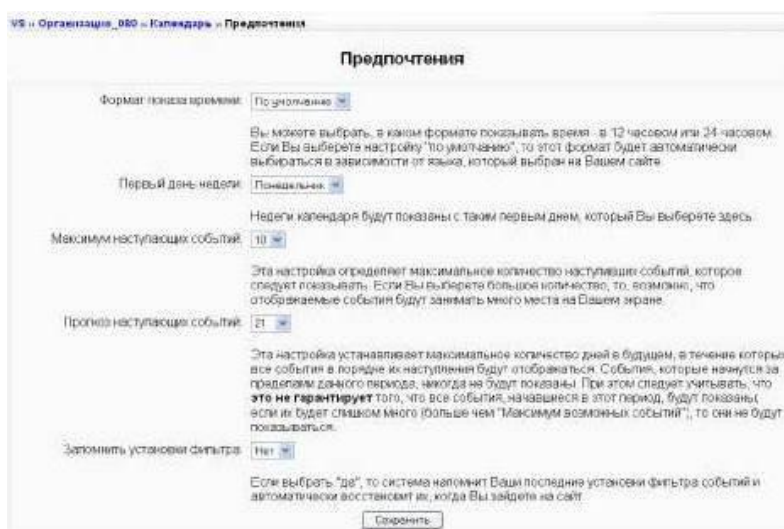 VS » Организация_080 » Календарь » Предпочтения
Предпочтения
Формат показа времени: По умолчанию
Вы можете выбрать, в каком формате показывать время - в 12 часовом или 24 часовом.
Если Вы выберете настройку "по умолчанию", то этот формат будет автоматически
выбираться в зависимости от языка, который выбран на Вашем сайте.
Первый день недели: Понедельник
Недели календаря будут показаны с таким первым днем, который Вы выберете здесь.
Максимум наступающих событий: 10
Эта настройка определяет максимальное количество наступивших событий, которое
следует показывать. Если Вы выберете большое количество, то, возможно, что
отображаемые события будут занимать много места на Вашем экране.
Прогноз наступающих событий: 21
Эта настройка устанавливает максимальное количество дней в будущем, в течение которых
все события в порядке их наступления будут отображаться. События, которые начнутся за
пределами данного периода, никогда не будут показаны. При этом следует учитывать, что
это не гарантирует того, что все события, начавшиеся в этот период, будут показаны;
если их будет слишком много (больше чем "Максимум возможных событий"), то они не будут
показываться.
Запомнить установки фильтра: Нет
Если выбрать "да", то система напомнит Ваши последние установки фильтра событий и
автоматически восстановит их, когда Вы зайдете на сайт.
Сохранить